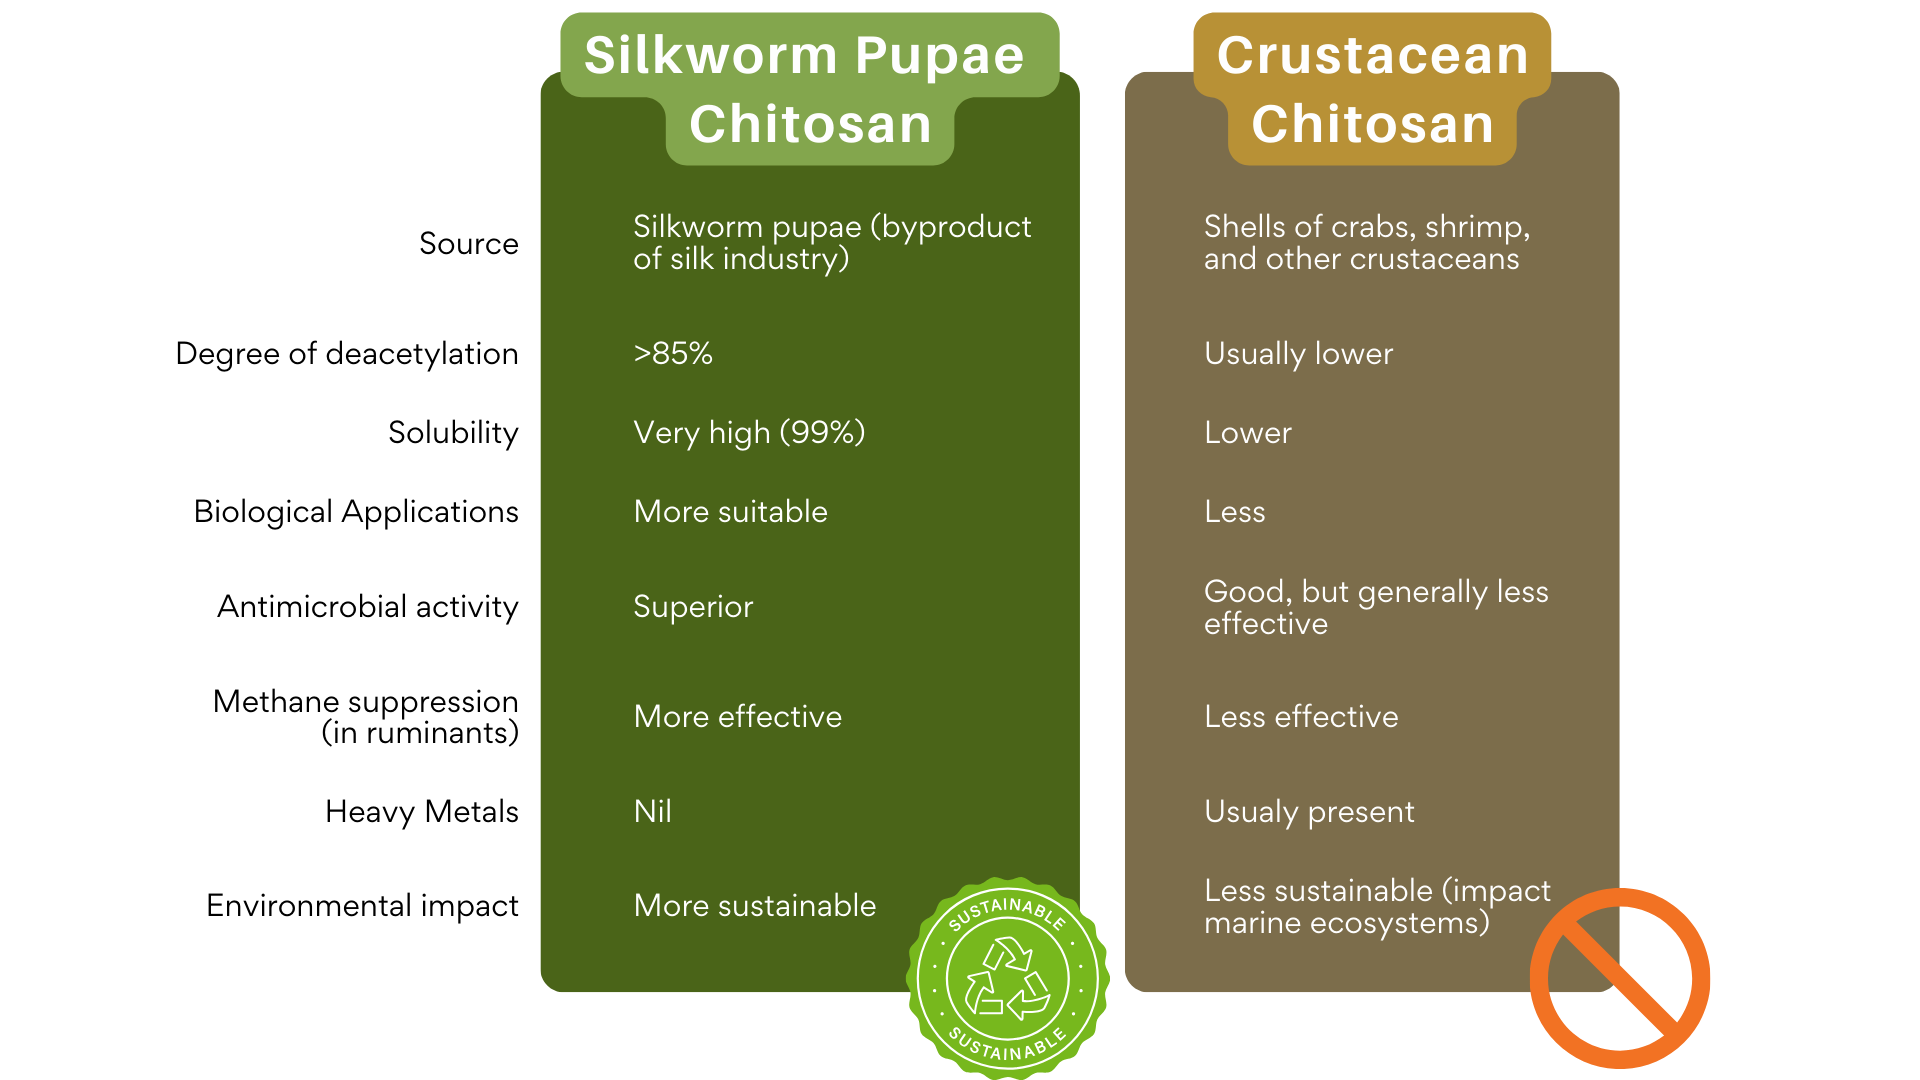 Silkworm Pupae
Chitosan
Crustacean
Chitosan
Source
Silkworm pupae (byproduct
of silk industry)
Shells of crabs, shrimp,
and other crustaceans
Degree of deacetylation
>85%
Usually lower
Solubility
Very high (99%)
Lower
Biological Applications
More suitable
Less
Antimicrobial activity
Superior
Good, but generally less
effective
Methane suppression
(in ruminants)
More effective
Less effective
Heavy Metals
Nil
Usualy present
Environmental impact
More sustainable
Less sustainable (impact
marine ecosystems)
SUSTAINABLE
SUSTAINABLE